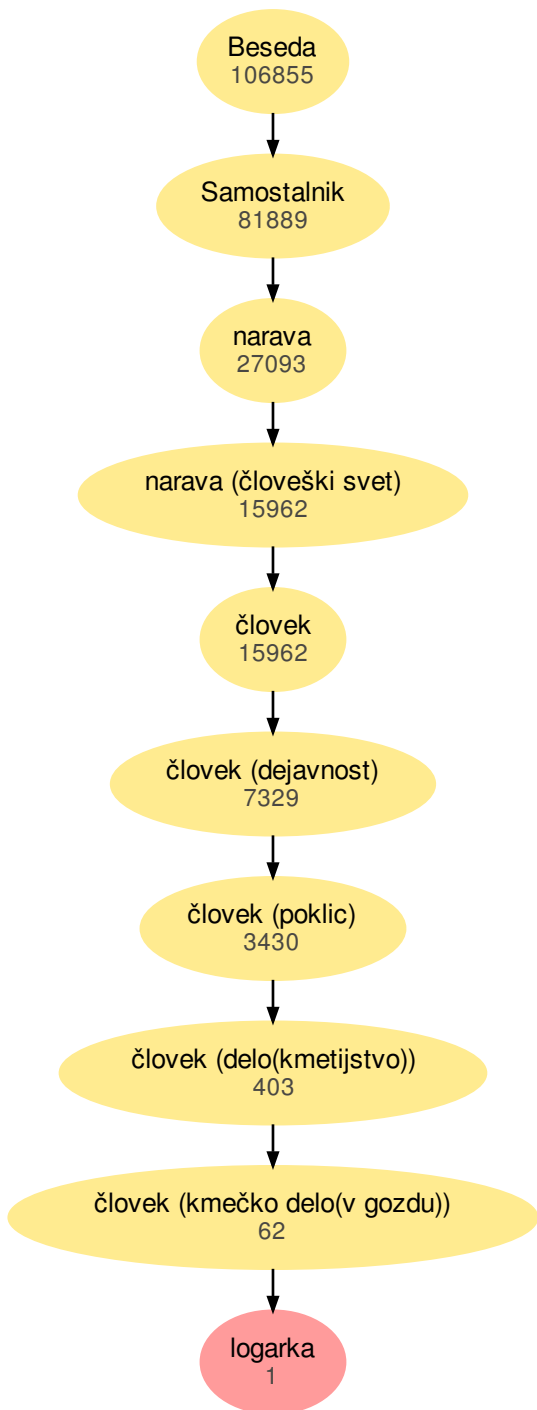 Beseda
106855
Samostalnik
81889
narava
27093
narava (človeški svet)
15962
človek
15962
človek (dejavnost)
7329
človek (poklic)
3430
človek (delo(kmetijstvo))
403
človek (kmečko delo(v gozdu))
62
logarka
1